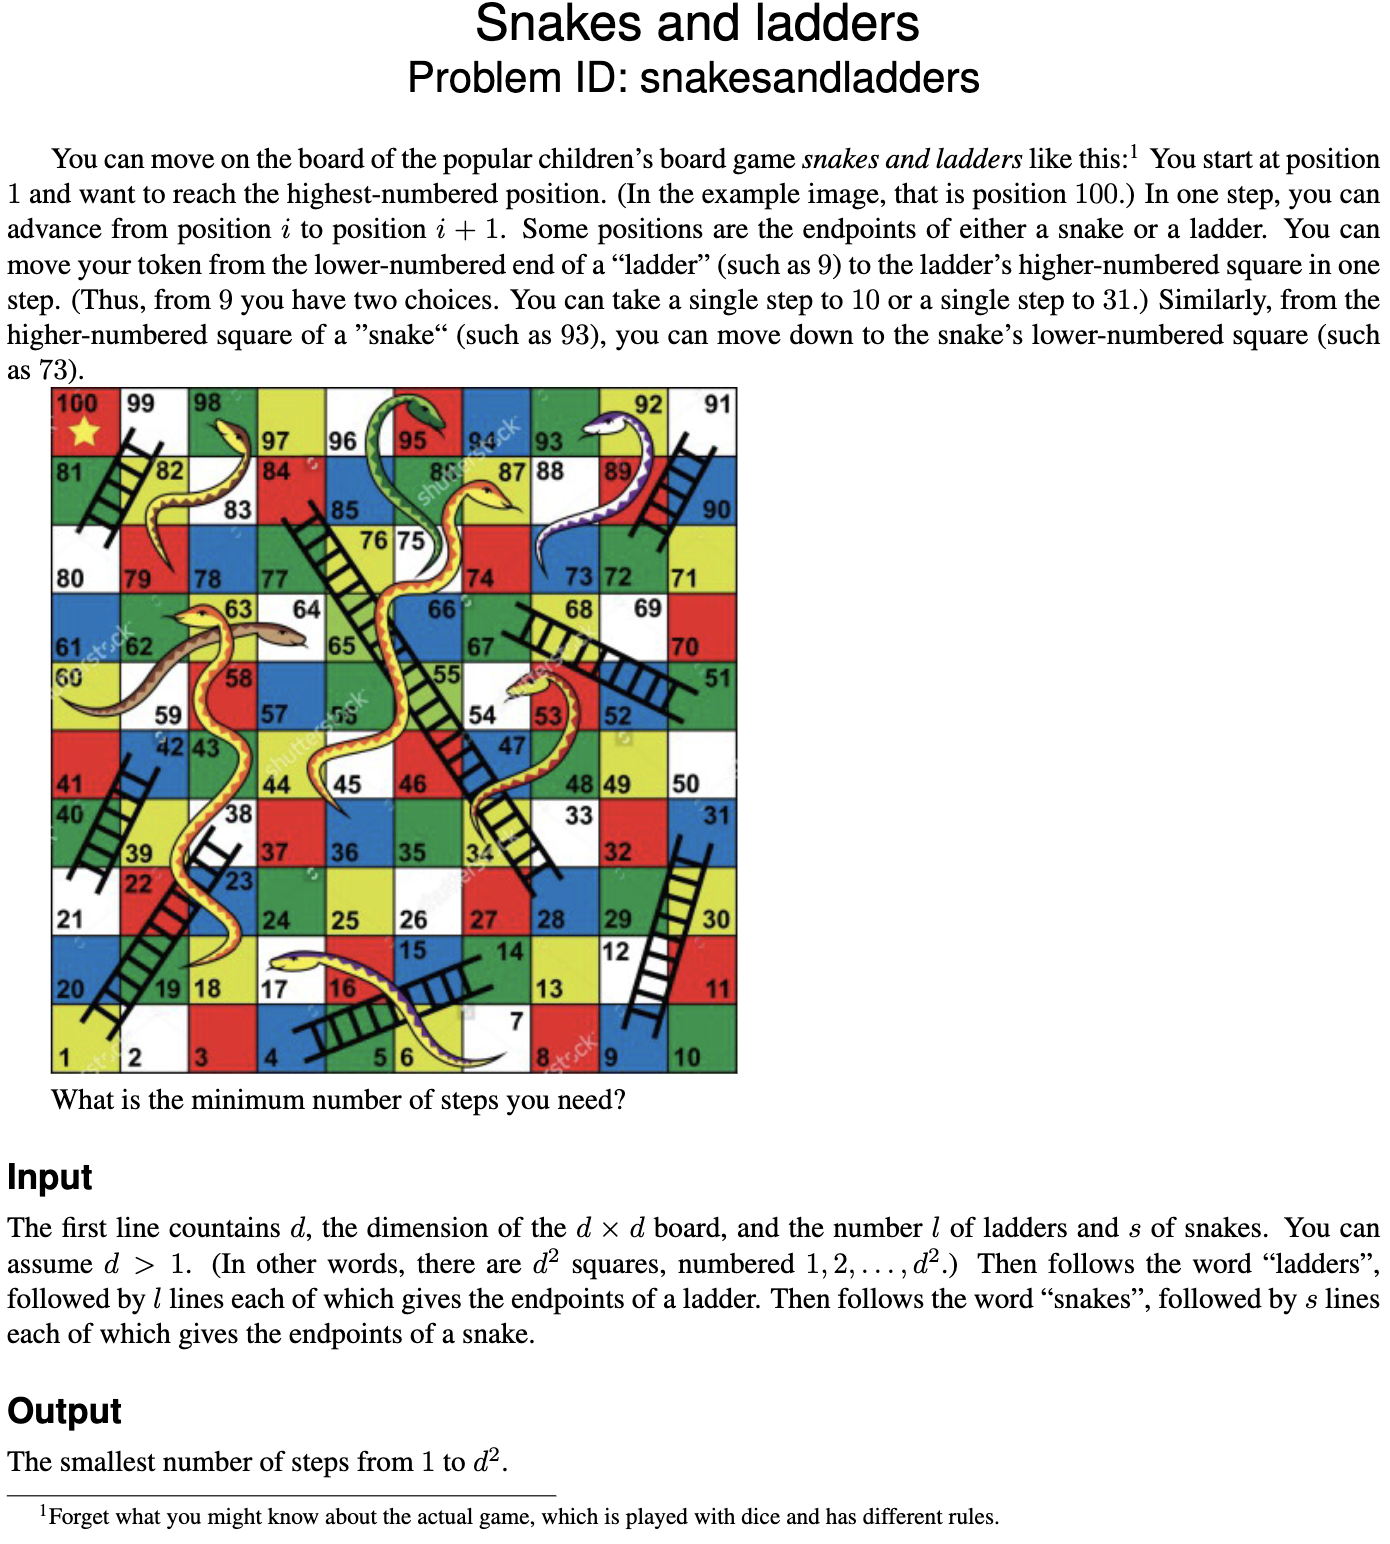 Snakes and ladders
Problem ID: snakesandladders
You can move on the board of the popular children's board game snakes and ladders like this:1 You start at position
1 and want to reach the highest-numbered position. (In the example image, that is position 100.) In one step, you can
advance from position i to position i + 1. Some positions are the endpoints of either a snake or a ladder. You can
move your token from the lower-numbered end of a “ladder” (such as 9) to the ladder's higher-numbered square in one
step. (Thus, from 9 you have two choices. You can take a single step to 10 or a single step to 31.) Similarly, from the
higher-numbered square of a ”snake“ (such as 93), you can move down to the snake's lower-numbered square (such
as 73).
100 99 98 97 96 95 94 93 92 91
81 82 83 84 85 87 88 89 90
80 79 78 77 76 75 74 73 72 71
61 62 63 64 65 66 67 68 69 70
60 59 58 57 55 54 53 52 51
41 42 43 44 45 46 47 48 49 50
40 39 38 37 36 35 34 33 32 31
21 22 23 24 25 26 27 28 29 30
20 19 18 17 16 15 14 13 12 11
1 2 3 4 5 6 7 8 9 10
shutterstock
What is the minimum number of steps you need?
Input
The first line countains d, the dimension of the d × d board, and the number l of ladders and s of snakes. You can
assume d > 1. (In other words, there are d² squares, numbered 1, 2, . . . , d².) Then follows the word “ladders”,
followed by l lines each of which gives the endpoints of a ladder. Then follows the word “snakes”, followed by s lines
each of which gives the endpoints of a snake.
Output
The smallest number of steps from 1 to d².
1Forget what you might know about the actual game, which is played with dice and has different rules.